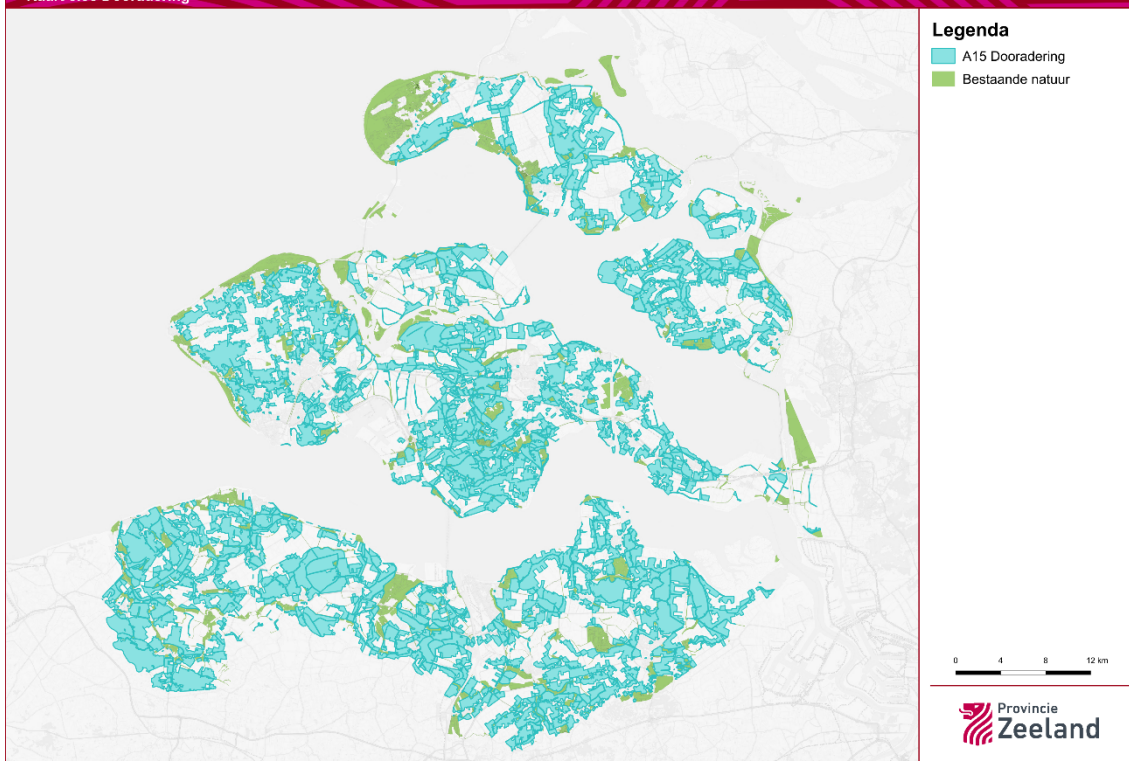 Legenda
A15 Dooradering
Bestaande natuur
0 4 8 12 km
Provincie
Zeeland